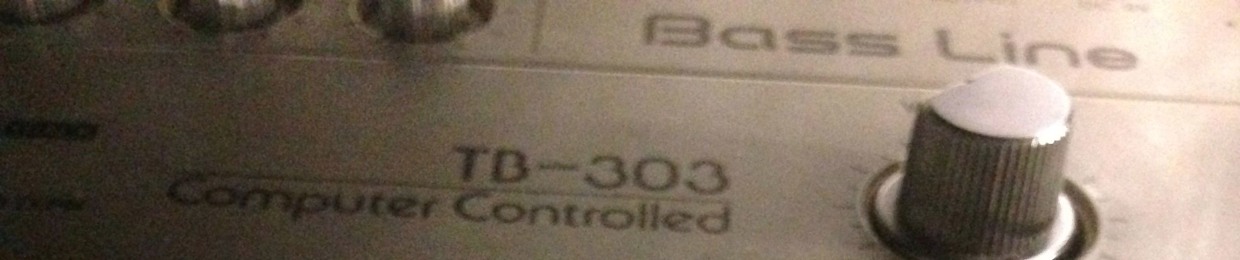 Bass Line
TB-303
Computer Controlled